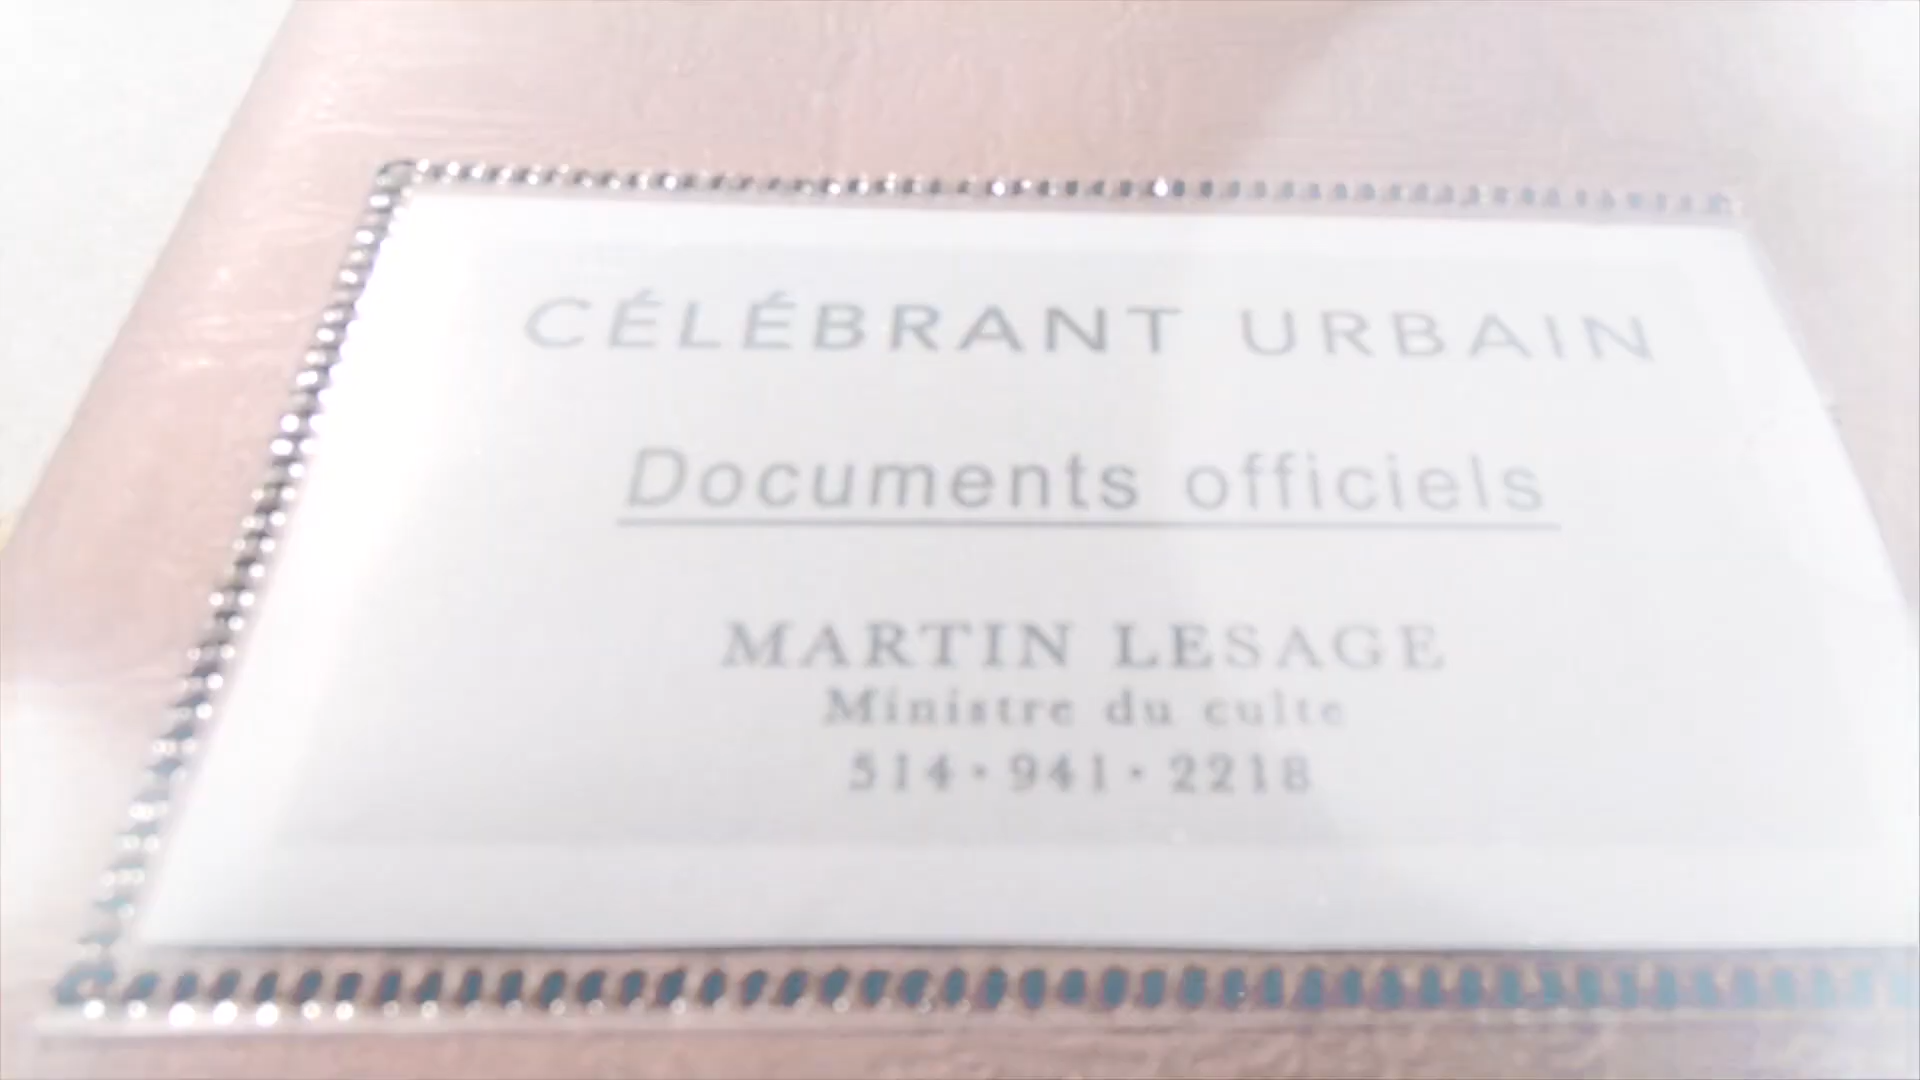 CÉLÉBRANT URBAIN
Documents officiels
MARTIN LESAGE
Ministre du culte
514·941·2218